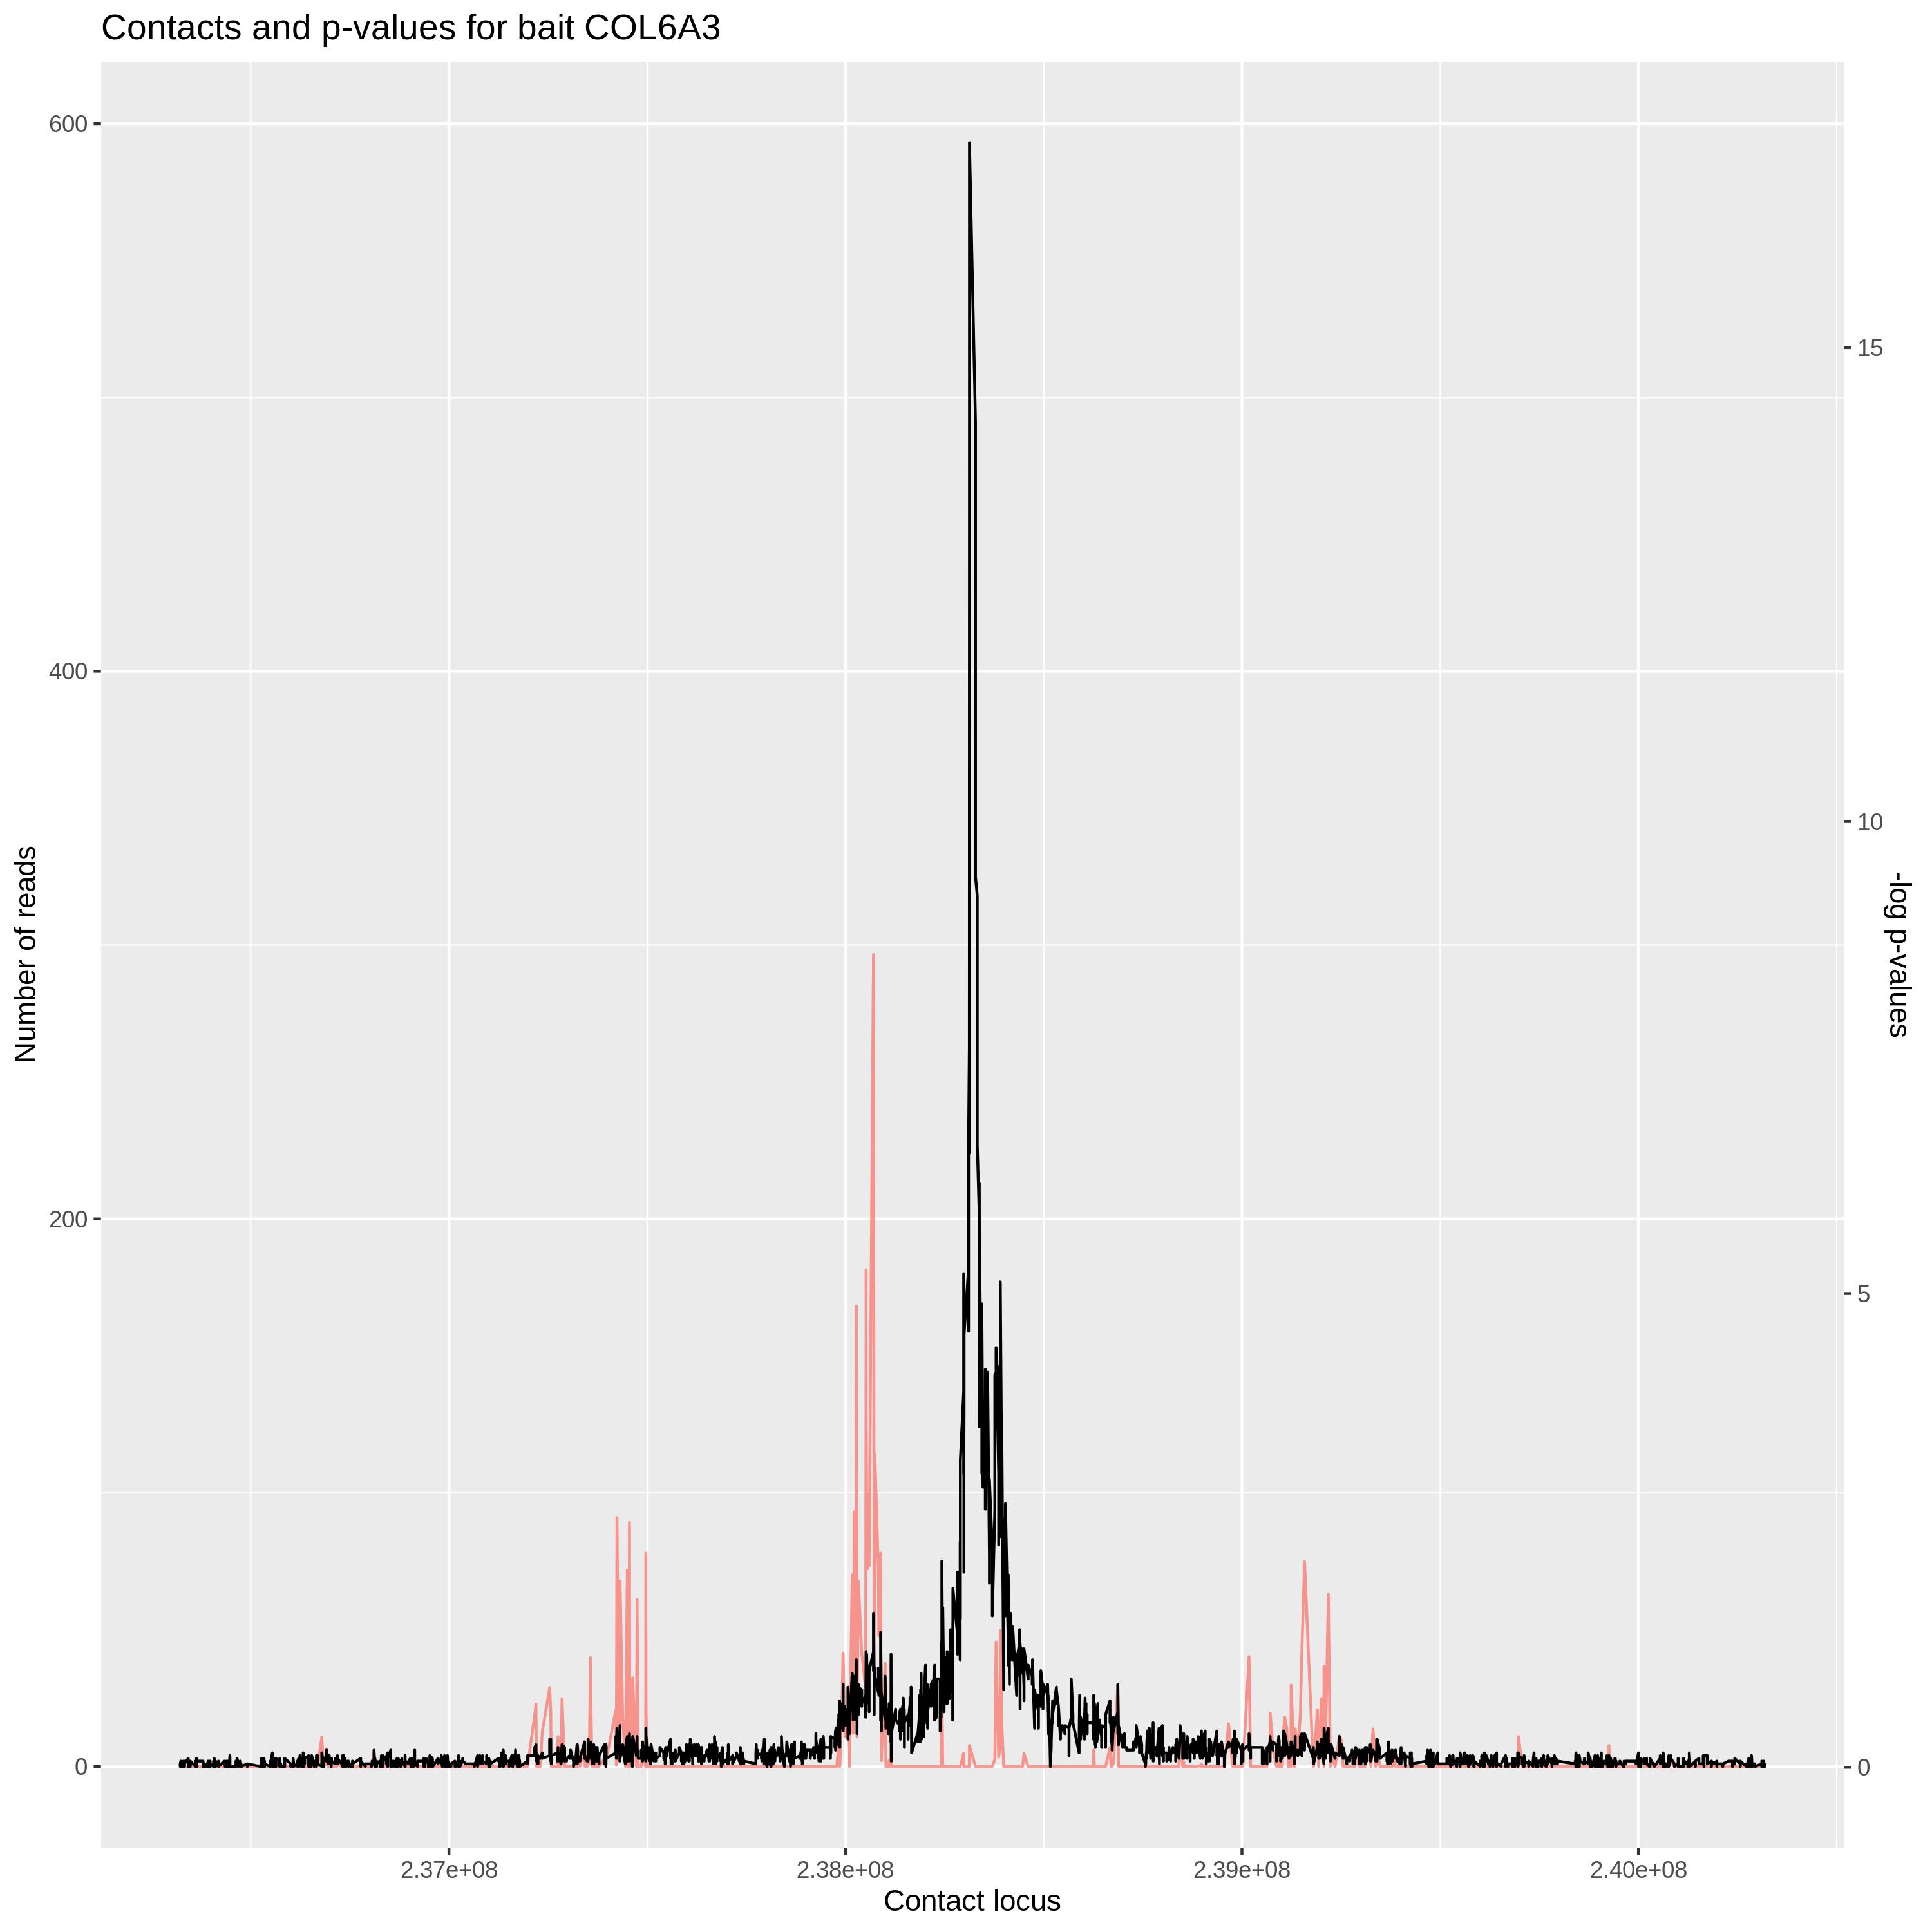 Contacts and p-values for bait COL6A3
600
400
200
0
Number of reads
15
10
5
0
-log p-values
2.37e+08
2.38e+08
2.39e+08
2.40e+08
Contact locus